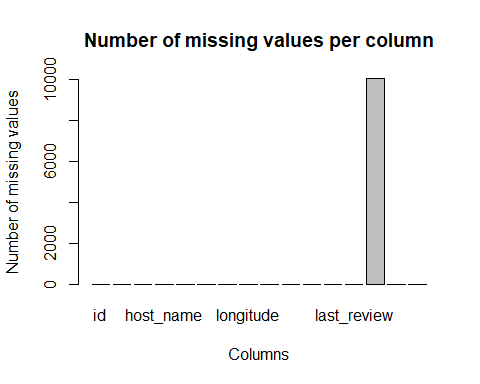 Number of missing values per column
Number of missing values
10000
6000
2000
0
id host_name longitude last_review
Columns